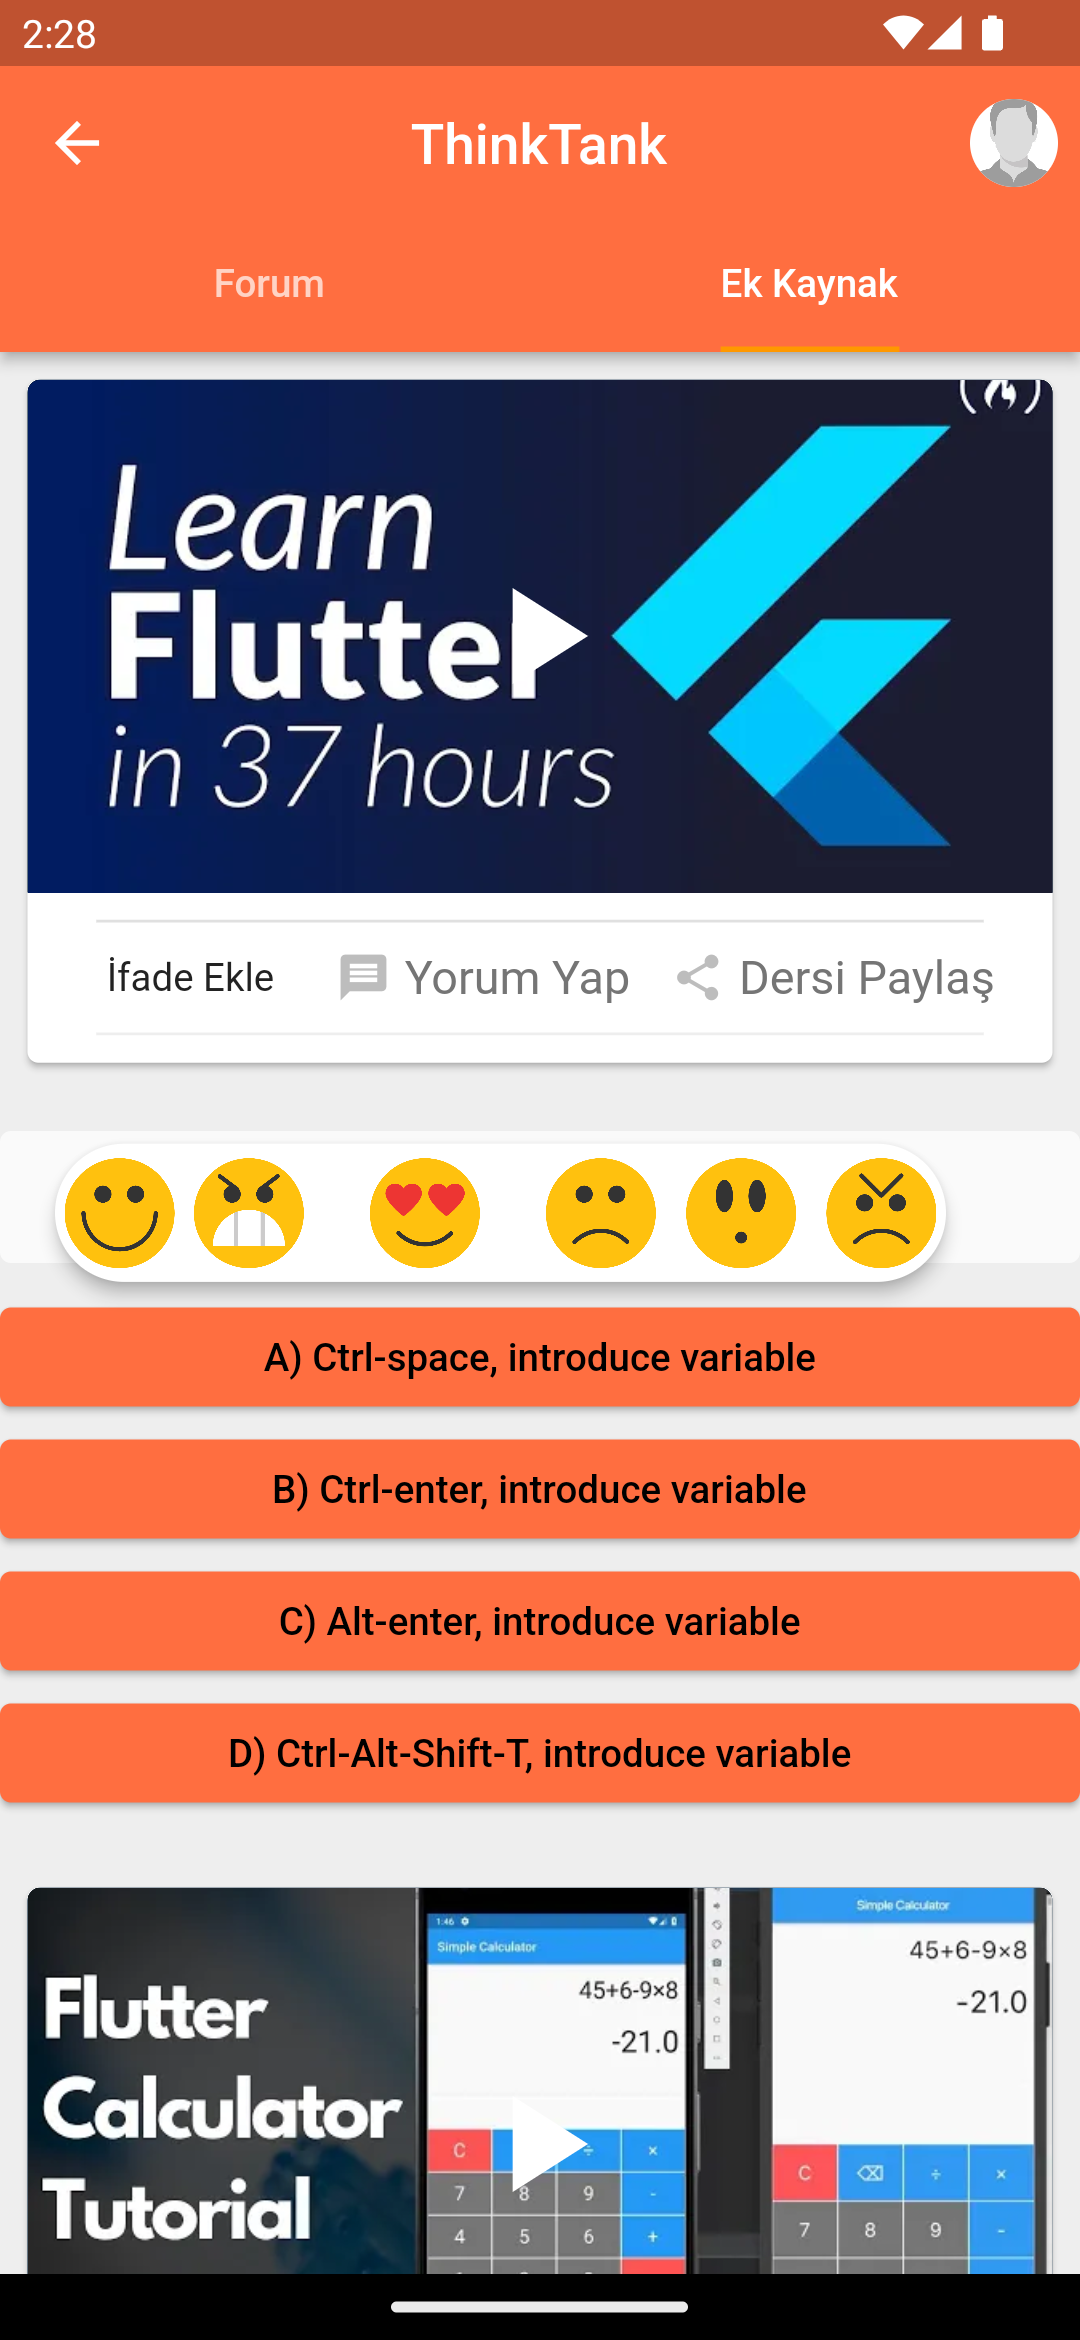 2:28
ThinkTank
Forum
Ek Kaynak
Learn
Flutter
in 37 hours
İfade Ekle
Yorum Yap
Dersi Paylaş
A) Ctrl-space, introduce variable
B) Ctrl-enter, introduce variable
C) Alt-enter, introduce variable
D) Ctrl-Alt-Shift-T, introduce variable
Flutter
Calculator
Tutorial
1:46
Simple Calculator
45+6-9×8
-21.0
C ÷ ×
7 8 9 -
4 5 6 +
Simple Calculator
45+6-9×8
-21.0
C ÷ ×
7 8 9 -